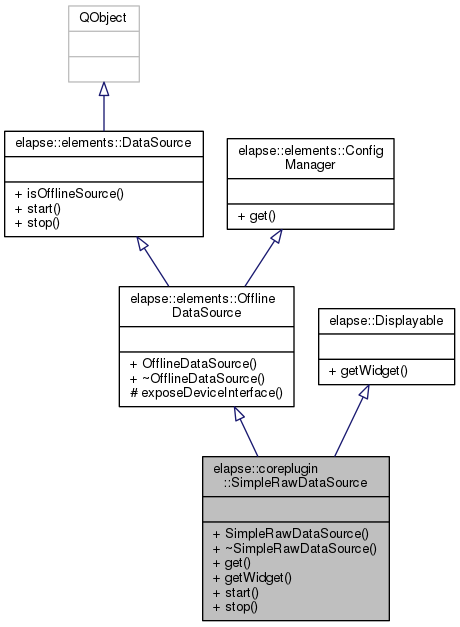 QObject
elapse::elements::DataSource
+ isOfflineSource()
+ start()
+ stop()
elapse::elements::Config
Manager
+ get()
elapse::elements::Offline
DataSource
+ OfflineDataSource()
+ ~OfflineDataSource()
# exposeDeviceInterface()
elapse::Displayable
+ getWidget()
elapse::coreplugin
::SimpleRawDataSource
+ SimpleRawDataSource()
+ ~SimpleRawDataSource()
+ get()
+ getWidget()
+ start()
+ stop()